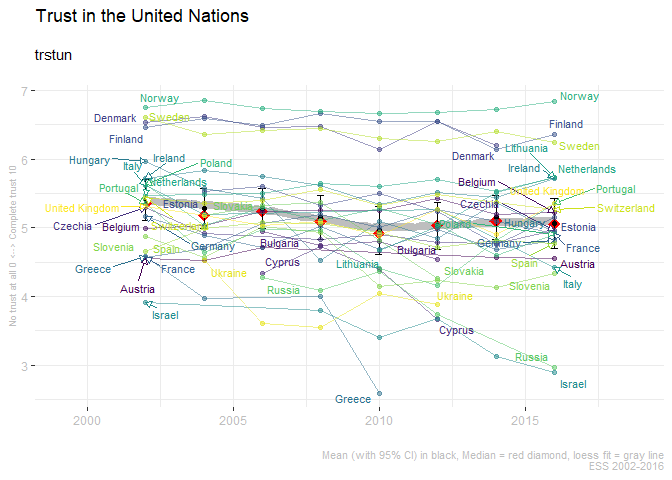 Trust in the United Nations
trstun
No trust at all 0 <--> Complete trust 10
7
6
5
4
3
2000
2005
2010
2015
Norway
Denmark
Sweden
Finland
Hungary
Ireland
Italy
Poland
Netherlands
Portugal
United Kingdom
Estonia
Czechia
Belgium
Slovenia
Spain
Germany
Greece
France
Austria
Israel
Ukraine
Bulgaria
Cyprus
Russia
Lithuania
Greece
Bulgaria
Slovakia
Ukraine
Cyprus
Norway
Finland
Lithuania
Sweden
Denmark
Ireland
Netherlands
Belgium
United Kingdom
Portugal
Czechia
Switzerland
Hungary
Estonia
Germany
France
Spain
Austria
Slovenia
Italy
Russia
Israel
Mean (with 95% CI) in black, Median = red diamond, loess fit = gray line
ESS 2002-2016